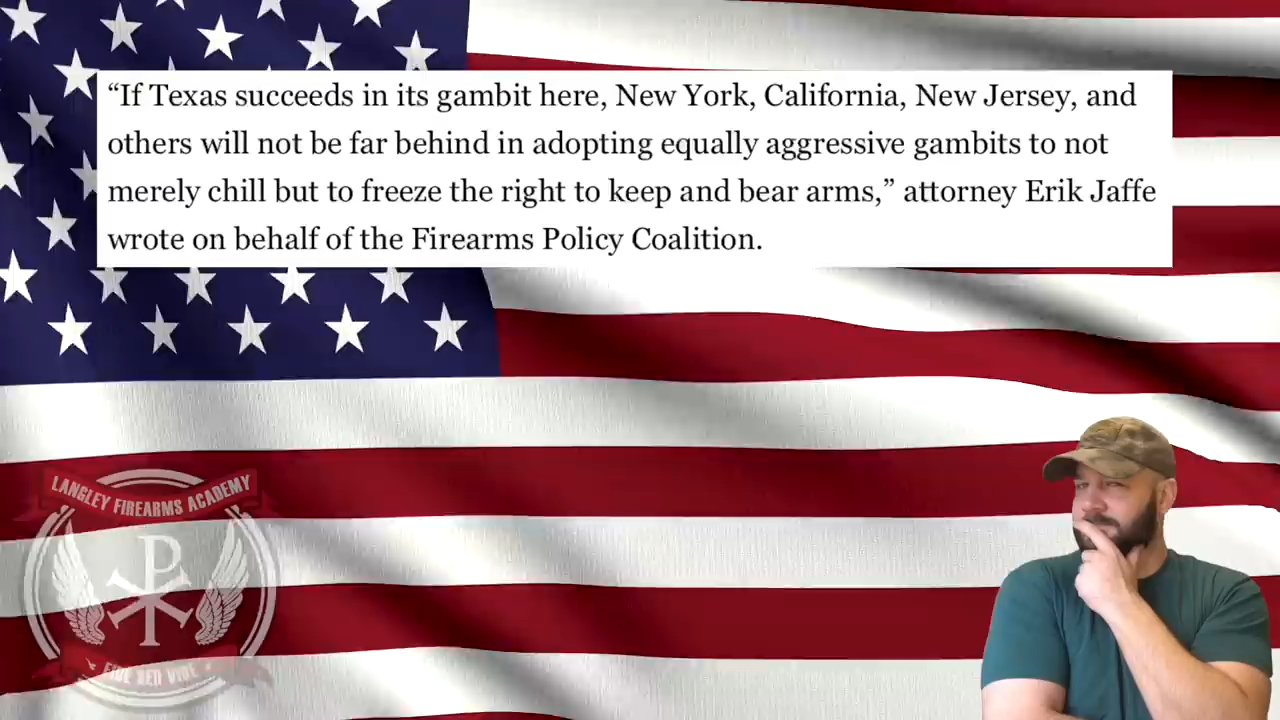 “If Texas succeeds in its gambit here, New York, California, New Jersey, and
others will not be far behind in adopting equally aggressive gambits to not
merely chill but to freeze the right to keep and bear arms,” attorney Erik Jaffe
wrote on behalf of the Firearms Policy Coalition.
LANGLEY FIREARMS ACADEMY